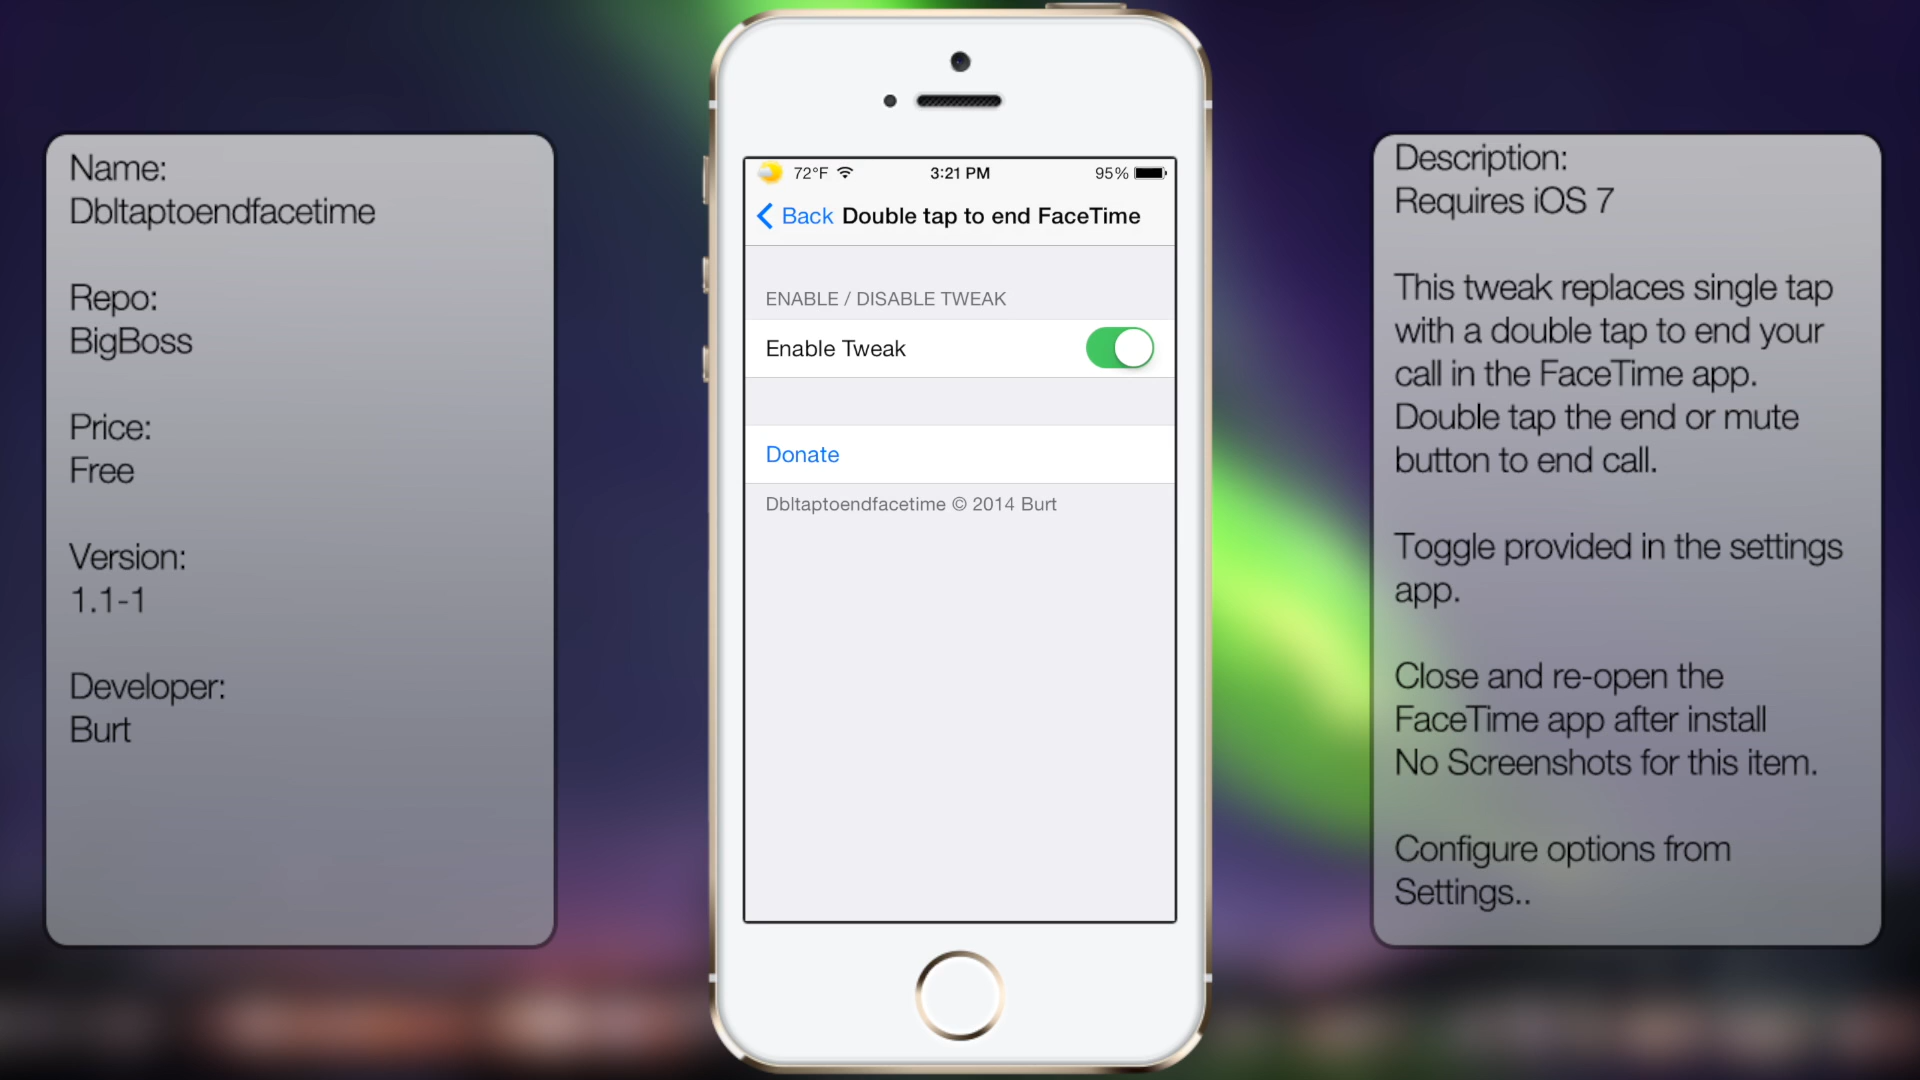 Name:
Dbltaptoendfacetime
Repo:
BigBoss
Price:
Free
Version:
1.1-1
Developer:
Burt
72°F 3:21 PM 95%
Back Double tap to end FaceTime
ENABLE / DISABLE TWEAK
Enable Tweak
Donate
Dbltaptoendfacetime © 2014 Burt
Description:
Requires iOS 7
This tweak replaces single tap
with a double tap to end your
call in the FaceTime app.
Double tap the end or mute
button to end call.
Toggle provided in the settings
app.
Close and re-open the
FaceTime app after install
No Screenshots for this item.
Configure options from
Settings..